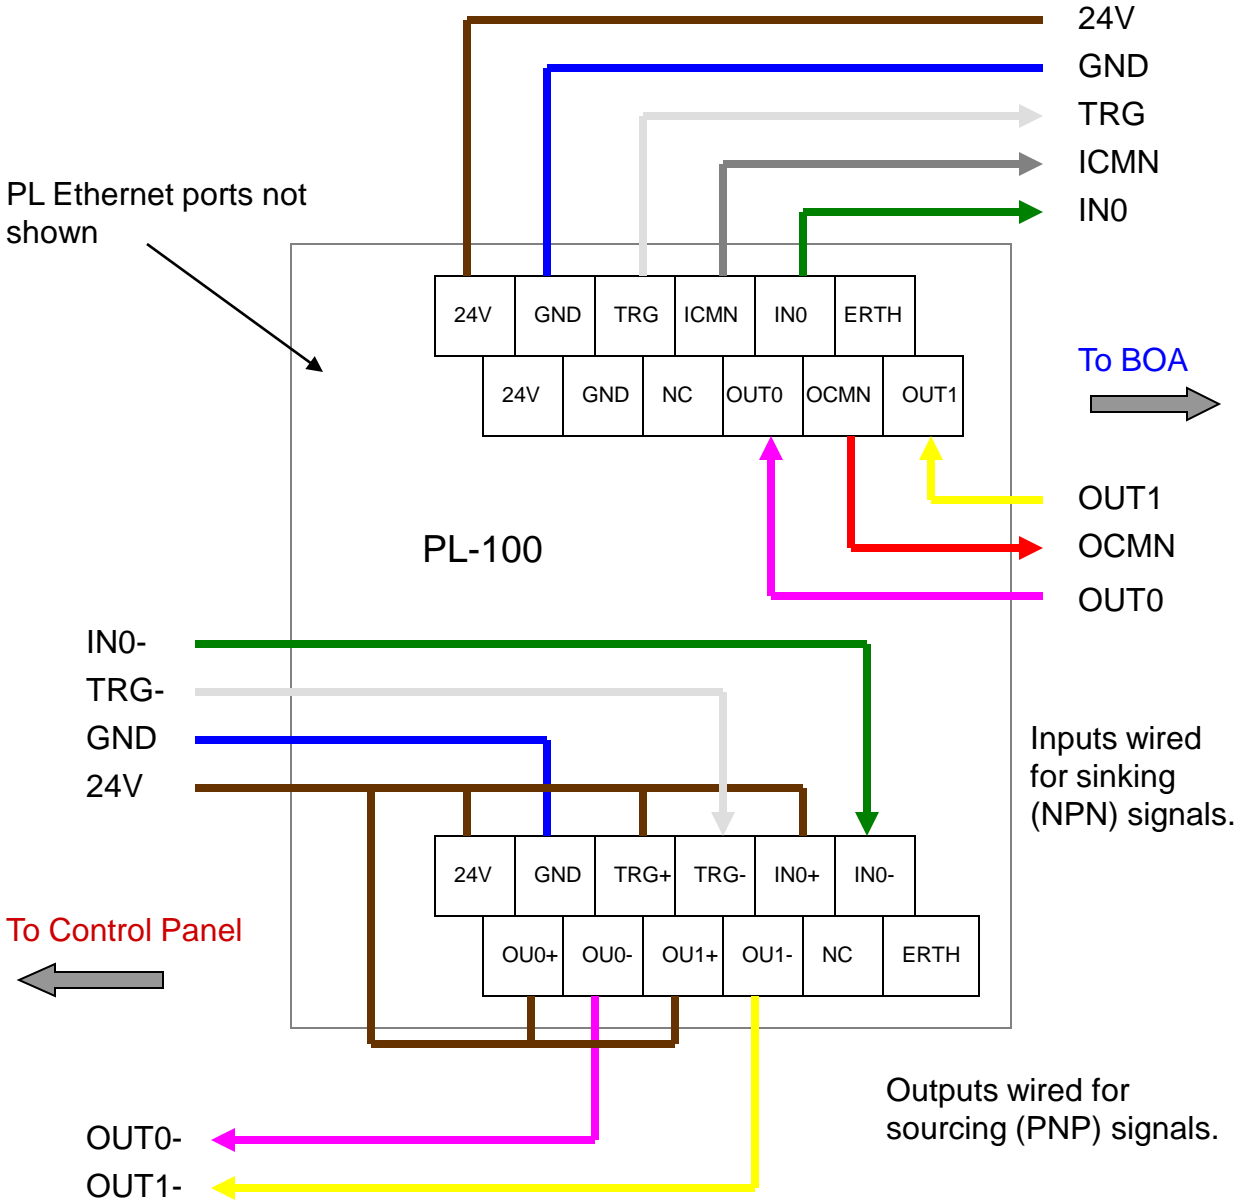 24V
GND
TRG
ICMN
IN0
PL Ethernet ports not
shown
24V GND TRG ICMN IN0 ERTH
24V GND NC OUT0 OCMN OUT1
To BOA
OUT1
OCMN
OUT0
PL-100
IN0-
TRG-
GND
24V
Inputs wired
for sinking
(NPN) signals.
24V GND TRG+ TRG- IN0+ IN0-
OU0+ OU0- OU1+ OU1- NC ERTH
To Control Panel
Outputs wired for
sourcing (PNP) signals.
OUT0-
OUT1-